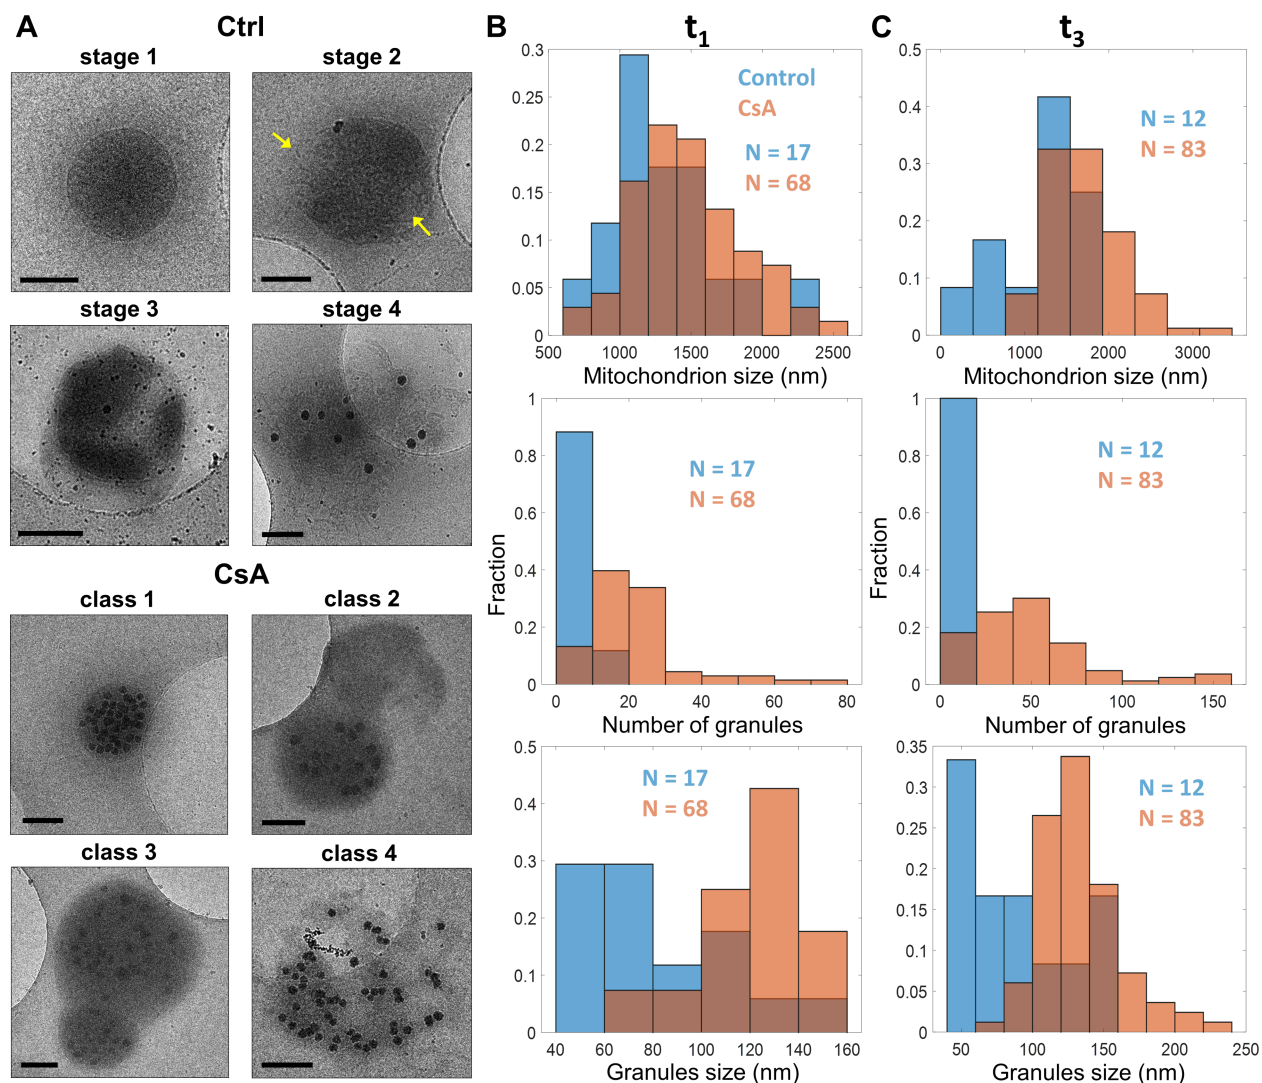 A
Ctrl
stage 1
stage 2
stage 3
stage 4
CsA
class 1
class 2
class 3
class 4
B
t1
0.3
0.25
0.2
0.15
0.1
0.05
0
Control
CsA
N = 17
N = 68
500 1000 1500 2000 2500
Mitochondrion size (nm)
1
0.8
0.6
0.4
0.2
0
Fraction
N = 17
N = 68
0 20 40 60 80
Number of granules
0.5
0.4
0.3
0.2
0.1
0
N = 17
N = 68
40 60 80 100 120 140 160
Granules size (nm)
C
t3
0.5
0.4
0.3
0.2
0.1
0
N = 12
N = 83
0 1000 2000 3000
Mitochondrion size (nm)
1
0.8
0.6
0.4
0.2
0
Fraction
N = 12
N = 83
0 50 100 150
Number of granules
0.35
0.3
0.25
0.2
0.15
0.1
0.05
0
N = 12
N = 83
50 100 150 200 250
Granules size (nm)